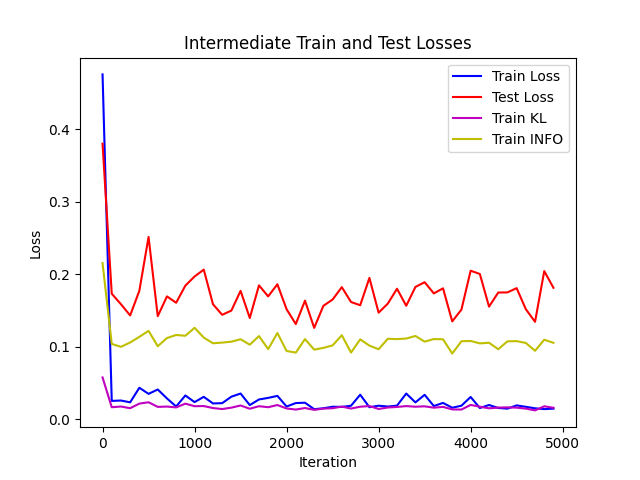 Intermediate Train and Test Losses
Train Loss
Test Loss
Train KL
Train INFO
Loss
0.4
0.3
0.2
0.1
0.0
0
1000
2000
3000
4000
5000
Iteration